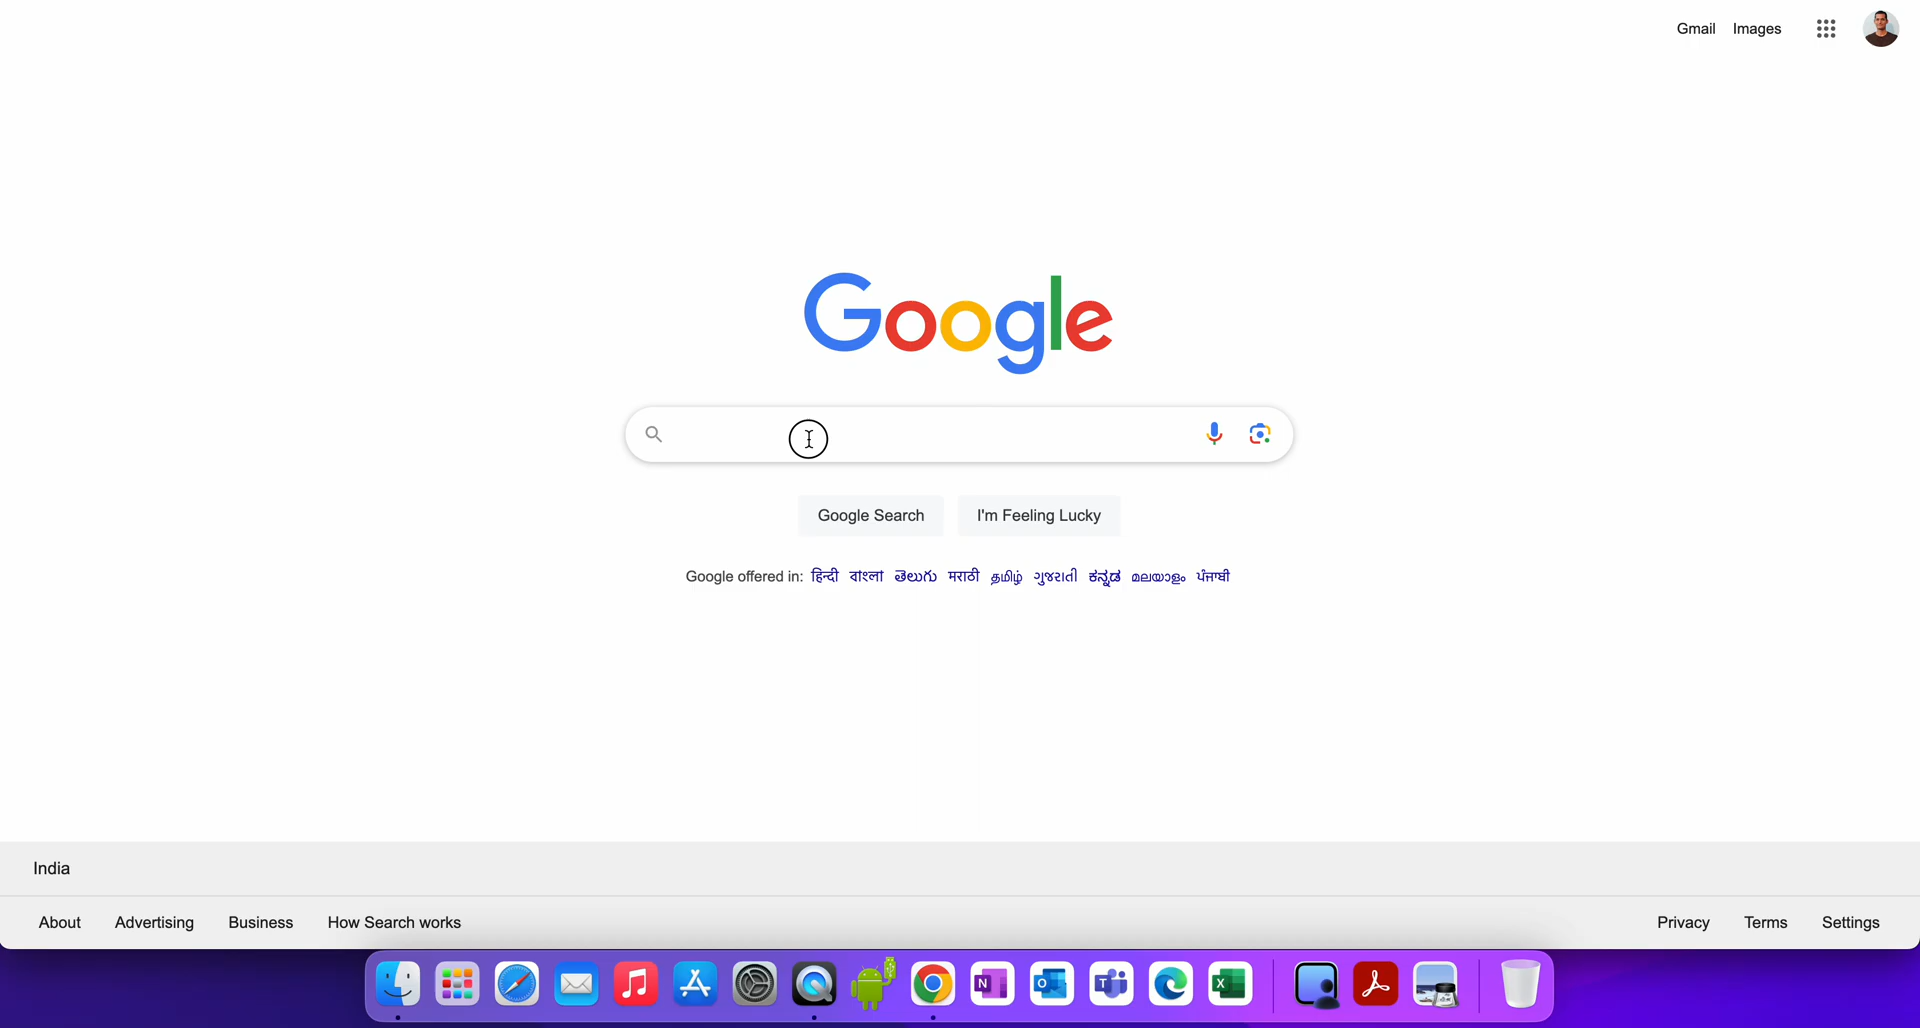 Gmail Images
Google
Google Search I'm Feeling Lucky
Google offered in: हिन्दी বাংলা తెలుగు मराठी தமிழ் ગુજરાતી ಕನ್ನಡ മലയാളം ਪੰਜਾਬੀ
India
About Advertising Business How Search works Privacy Terms Settings